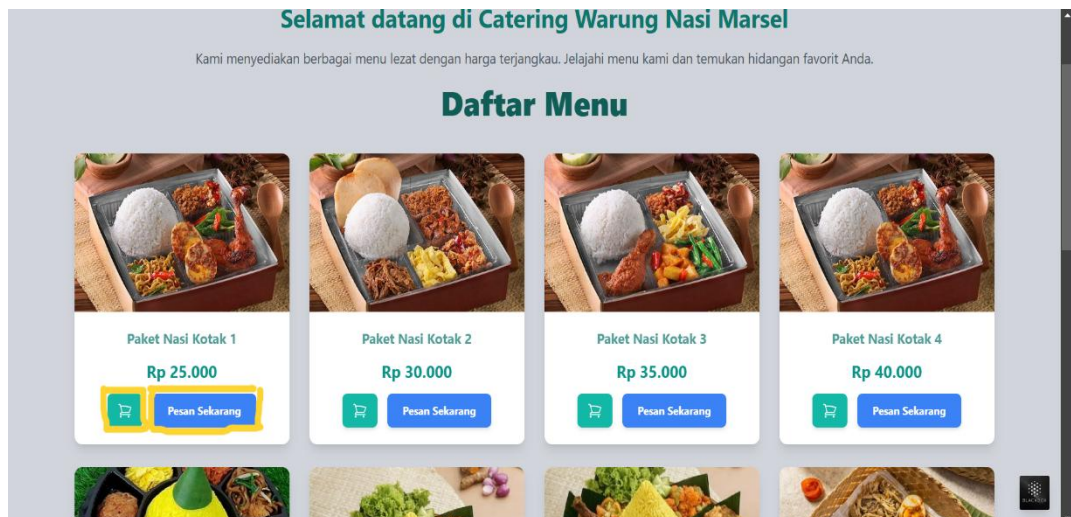 Selamat datang di Catering Warung Nasi Marsel
Kami menyediakan berbagai menu lezat dengan harga terjangkau. Jelajahi menu kami dan temukan hidangan favorit Anda.
Daftar Menu
Paket Nasi Kotak 1
Rp 25.000
Pesan Sekarang
Paket Nasi Kotak 2
Rp 30.000
Pesan Sekarang
Paket Nasi Kotak 3
Rp 35.000
Pesan Sekarang
Paket Nasi Kotak 4
Rp 40.000
Pesan Sekarang